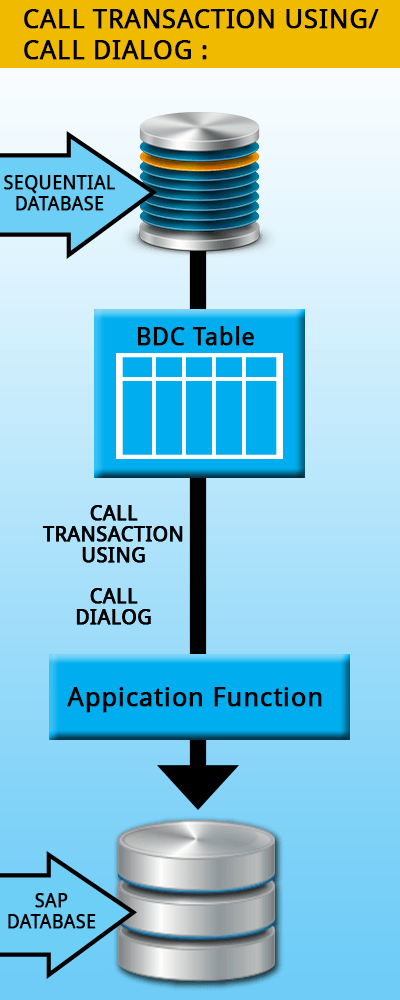 CALL TRANSACTION USING/
CALL DIALOG :
SEQUENTIAL
DATABASE
BDC Table
CALL
TRANSACTION
USING
CALL
DIALOG
Appication Function
SAP
DATABASE